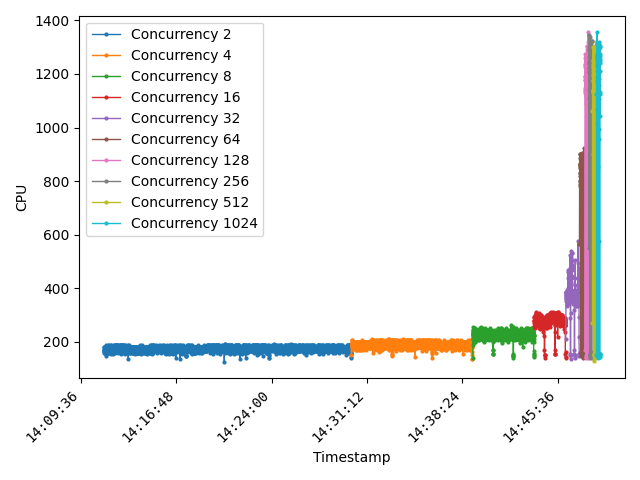 1400
1200
1000
800
600
400
200
CPU
Concurrency 2
Concurrency 4
Concurrency 8
Concurrency 16
Concurrency 32
Concurrency 64
Concurrency 128
Concurrency 256
Concurrency 512
Concurrency 1024
14:09:36
14:16:48
14:24:00
14:31:12
14:38:24
14:45:36
Timestamp